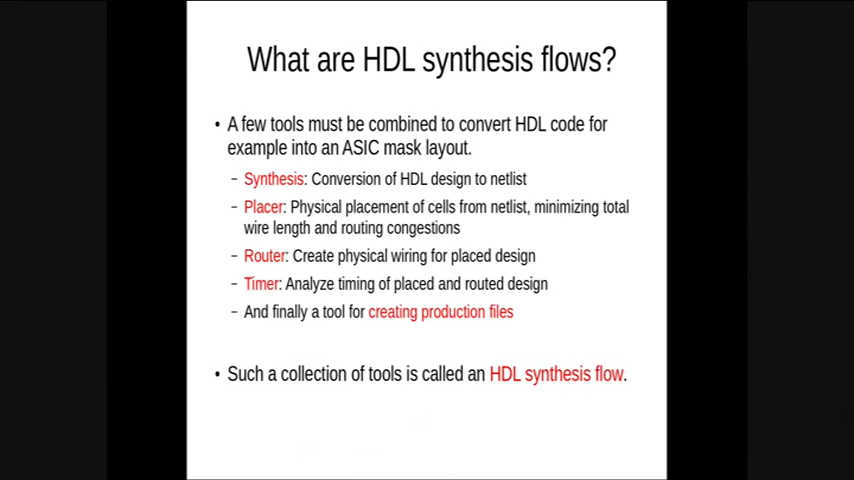 What are HDL synthesis flows?
• A few tools must be combined to convert HDL code for
example into an ASIC mask layout.
– Synthesis: Conversion of HDL design to netlist
– Placer: Physical placement of cells from netlist, minimizing total
wire length and routing congestions
– Router: Create physical wiring for placed design
– Timer: Analyze timing of placed and routed design
– And finally a tool for creating production files
• Such a collection of tools is called an HDL synthesis flow.